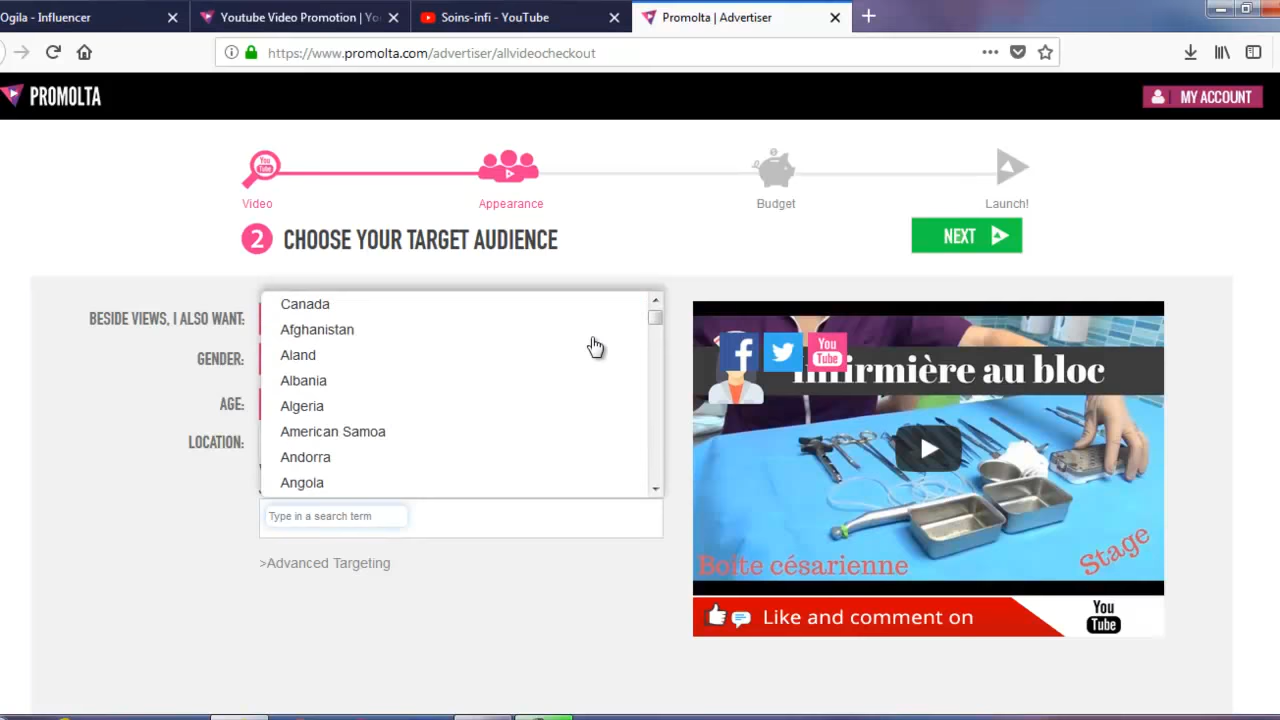 Ogila - Influencer
Youtube Video Promotion | Yo
Soins-infi - YouTube
Promolta | Advertiser
https://www.promolta.com/advertiser/allvideocheckout
PROMOLTA
MY ACCOUNT
You
Tube
Video
Appearance
Budget
Launch!
2 CHOOSE YOUR TARGET AUDIENCE
NEXT
BESIDE VIEWS, I ALSO WANT:
GENDER:
AGE:
LOCATION:
Canada
Afghanistan
Aland
Albania
Algeria
American Samoa
Andorra
Angola
Type in a search term
>Advanced Targeting
You
Tube
Infirmière au bloc
Boite césarienne
Stage
Like and comment on
You
Tube